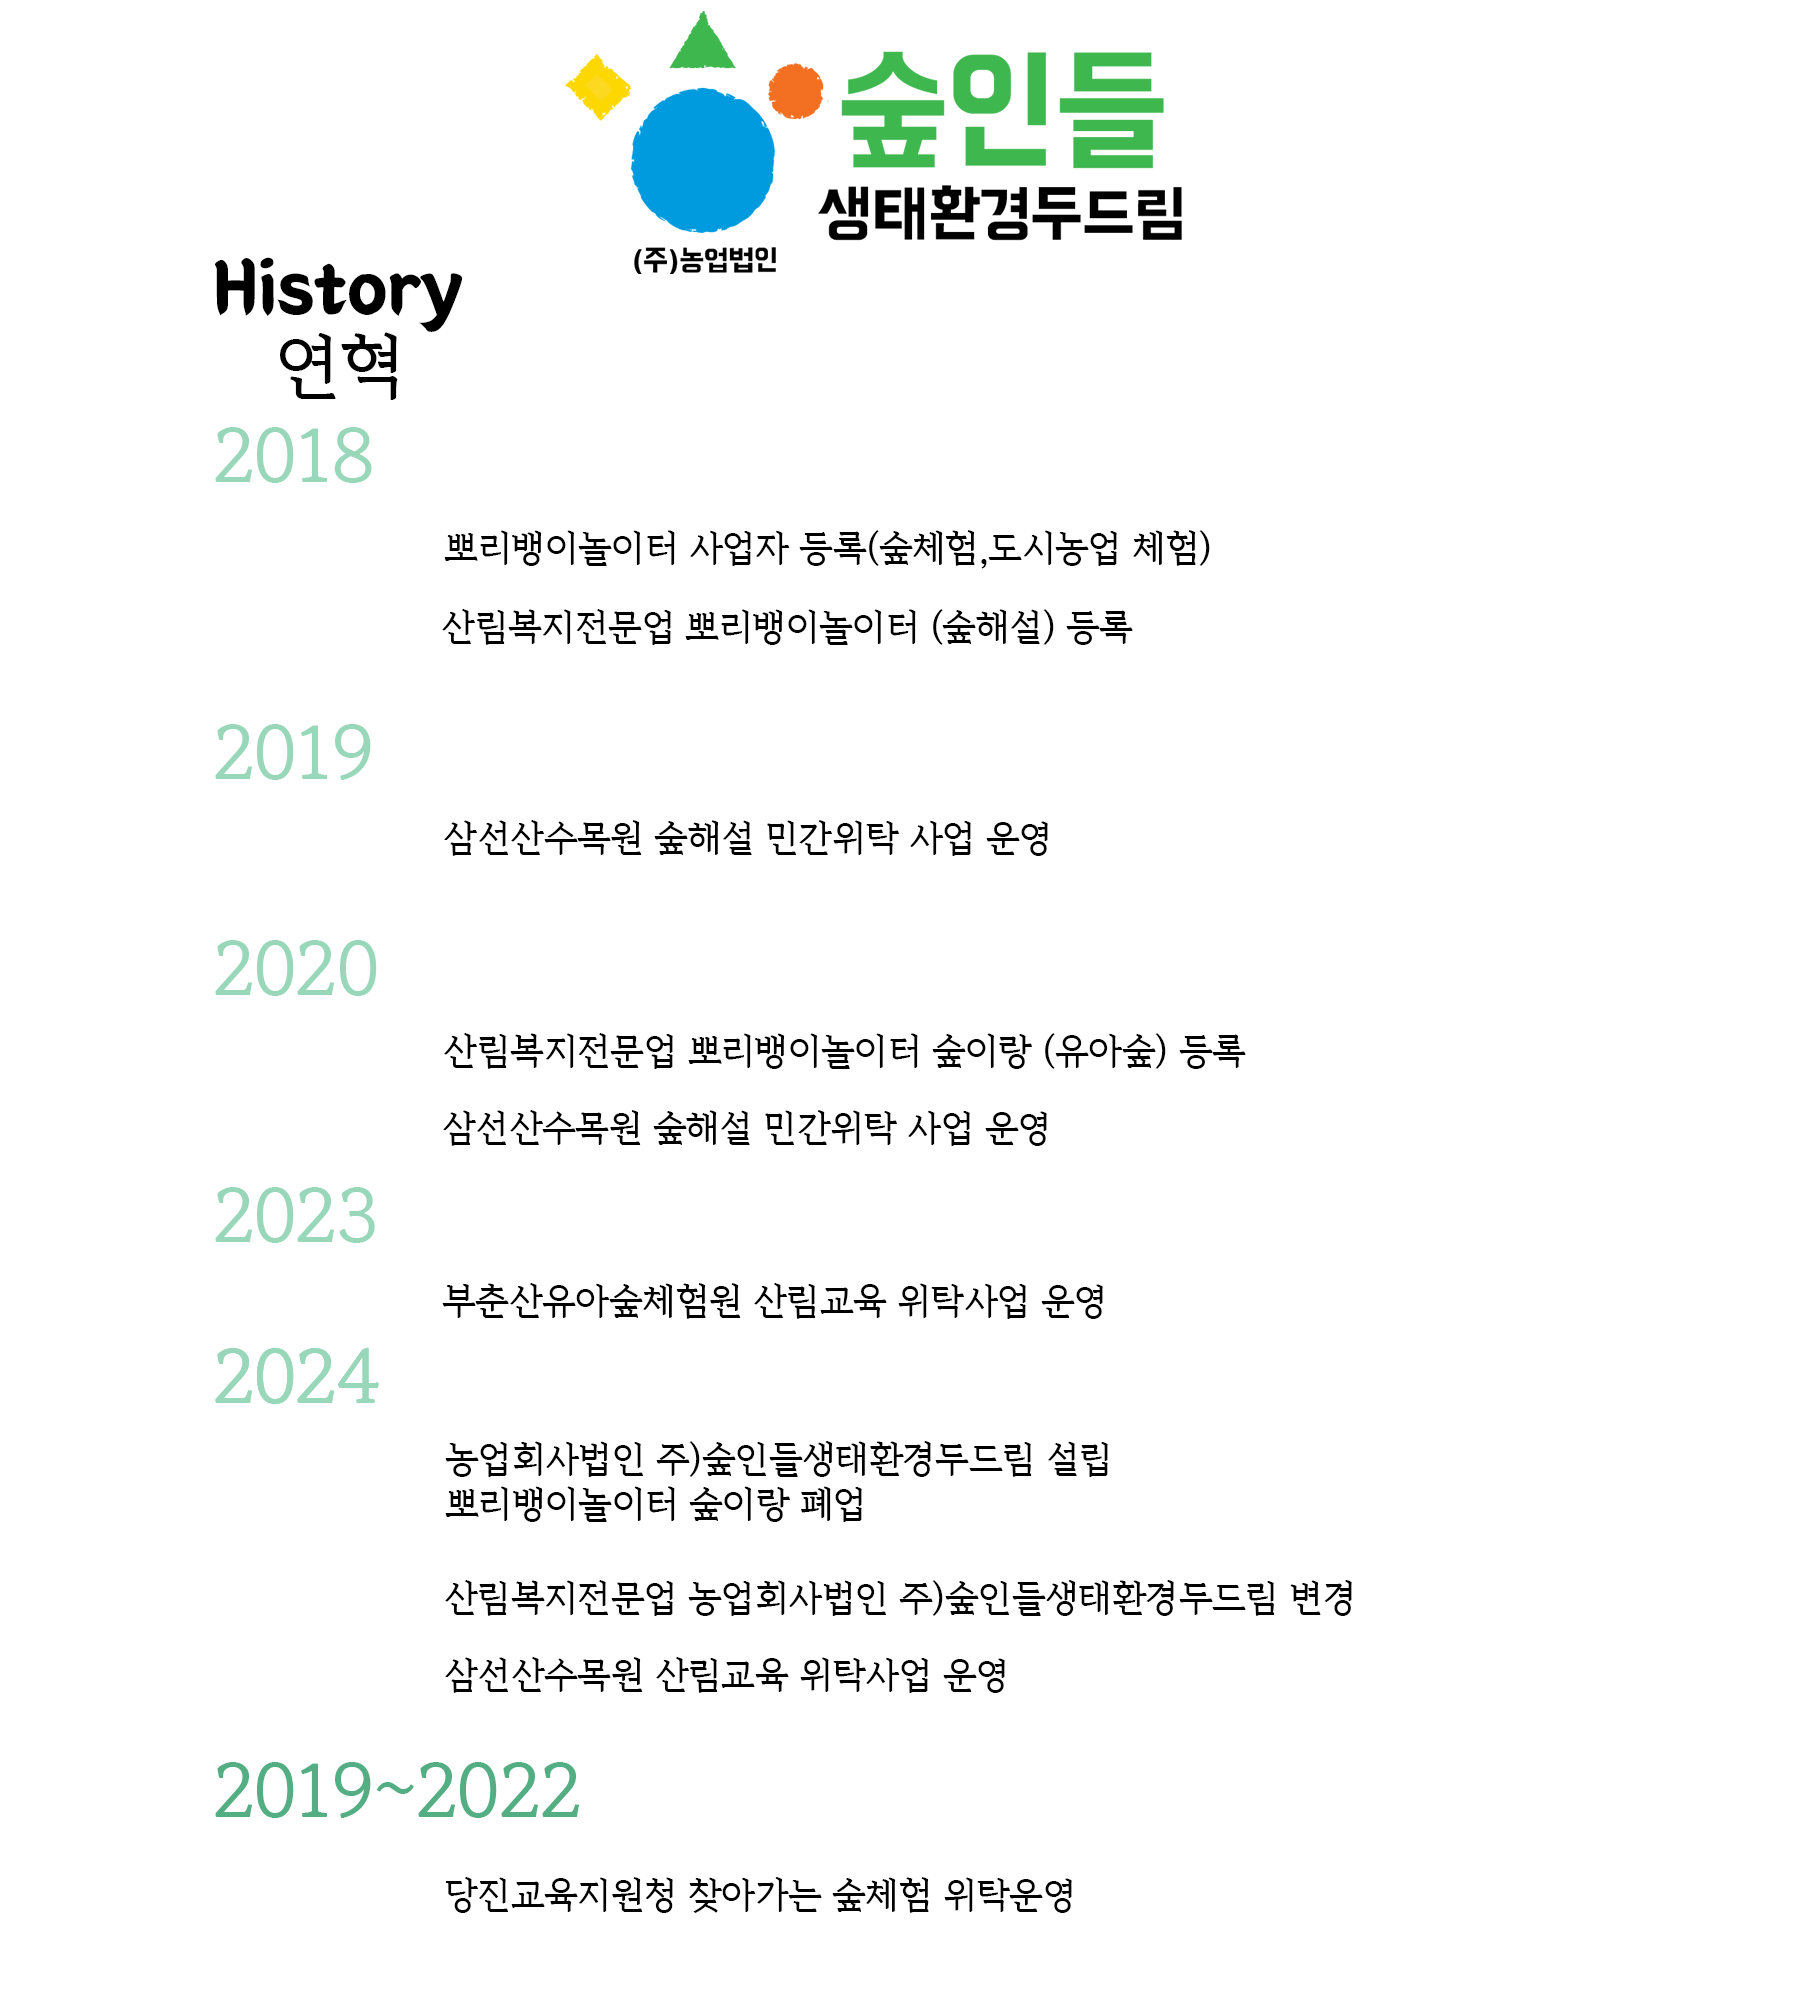 숲인들
생태환경두드림
(주)농업법인
History
연혁
2018
뽀리뱅이놀이터 사업자 등록(숲체험,도시농업 체험)
산림복지전문업 뽀리뱅이놀이터 (숲해설) 등록
2019
삼선산수목원 숲해설 민간위탁 사업 운영
2020
산림복지전문업 뽀리뱅이놀이터 숲이랑 (유아숲) 등록
삼선산수목원 숲해설 민간위탁 사업 운영
2023
부춘산유아숲체험원 산림교육 위탁사업 운영
2024
농업회사법인 주)숲인들생태환경두드림 설립
뽀리뱅이놀이터 숲이랑 폐업
산림복지전문업 농업회사법인 주)숲인들생태환경두드림 변경
삼선산수목원 산림교육 위탁사업 운영
2019~2022
당진교육지원청 찾아가는 숲체험 위탁운영